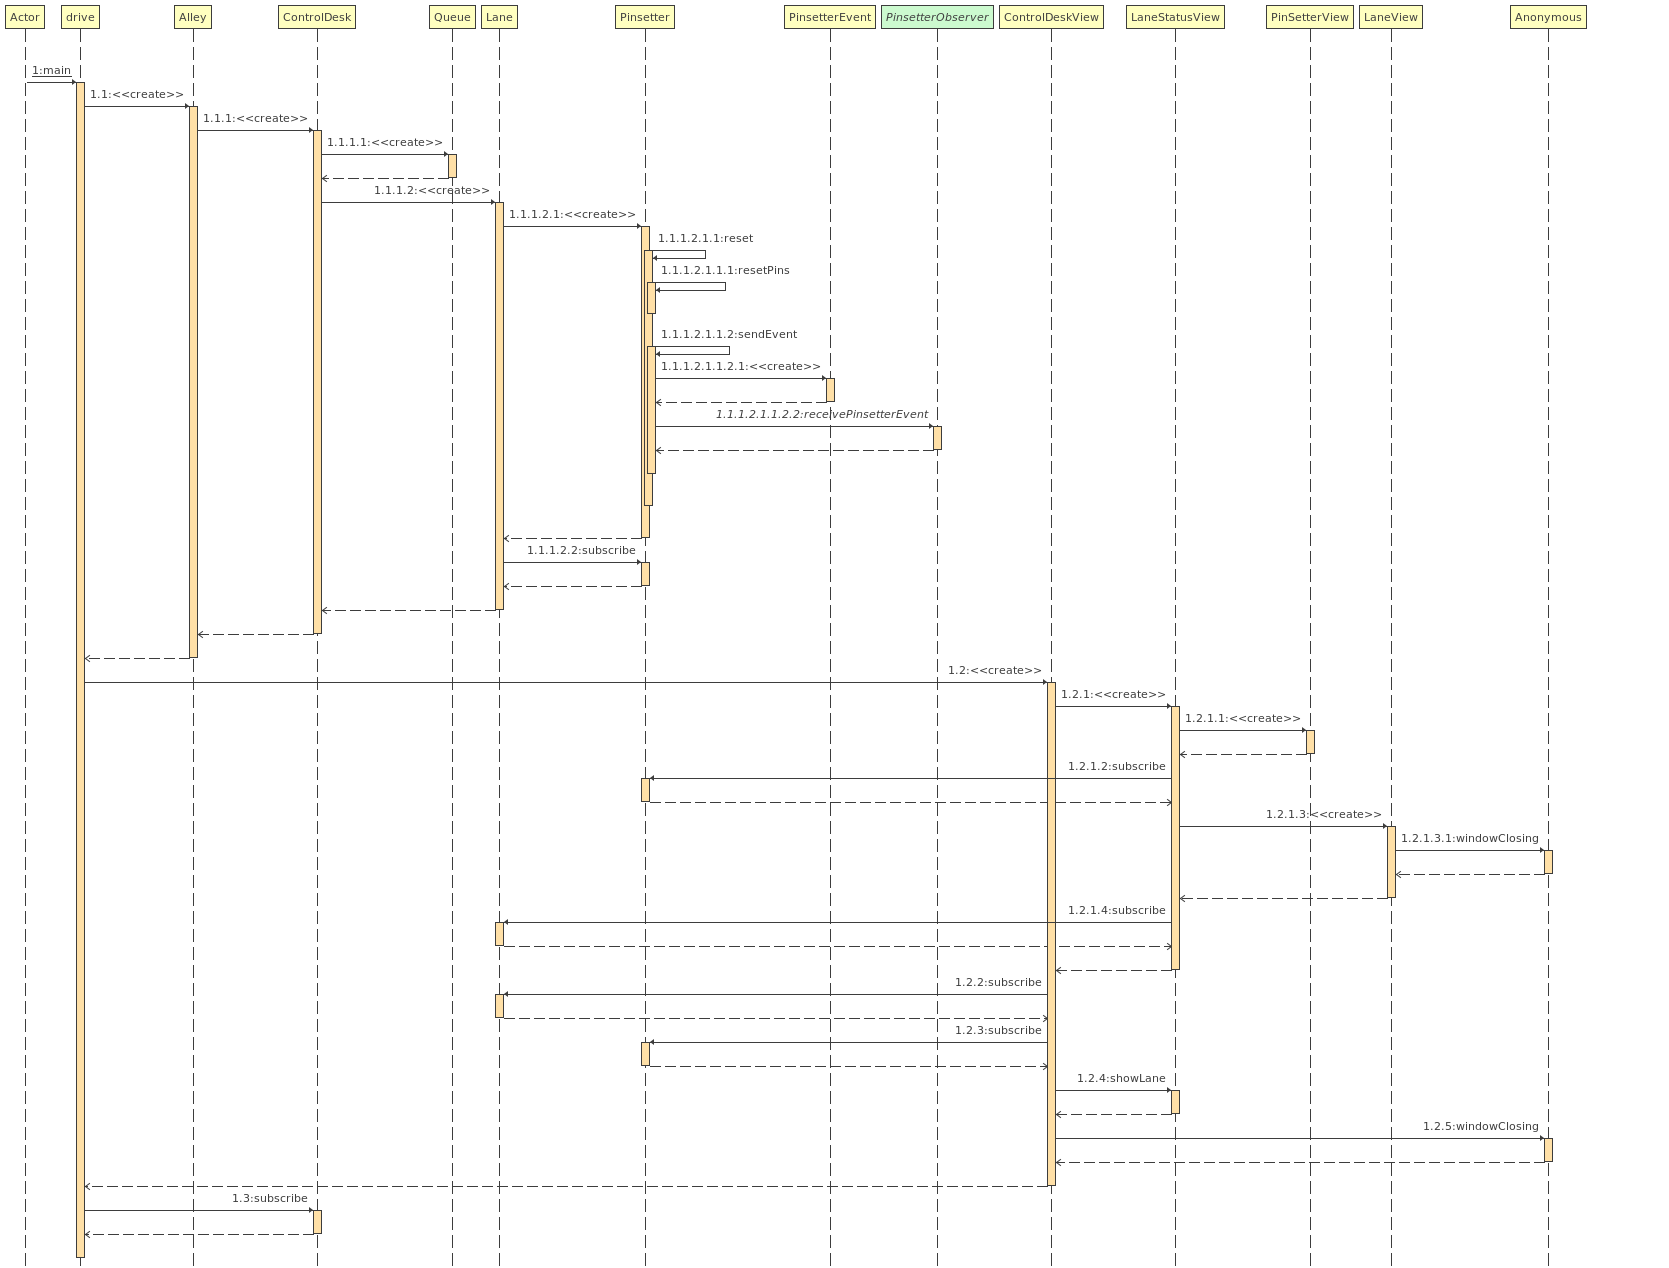 Actor
drive
Alley
ControlDesk
Queue
Lane
Pinsetter
PinsetterEvent
PinsetterObserver
ControlDeskView
LaneStatusView
PinSetterView
LaneView
Anonymous
1:main
1.1:<<create>>
1.1.1:<<create>>
1.1.1.1:<<create>>
1.1.1.2:<<create>>
1.1.1.2.1:<<create>>
1.1.1.2.1.1:reset
1.1.1.2.1.1.1:resetPins
1.1.1.2.1.1.2:sendEvent
1.1.1.2.1.1.2.1:<<create>>
1.1.1.2.1.1.2.2:receivePinsetterEvent
1.1.1.2.2:subscribe
1.2:<<create>>
1.2.1:<<create>>
1.2.1.1:<<create>>
1.2.1.2:subscribe
1.2.1.3:<<create>>
1.2.1.3.1:windowClosing
1.2.1.4:subscribe
1.2.2:subscribe
1.2.3:subscribe
1.2.4:showLane
1.2.5:windowClosing
1.3:subscribe